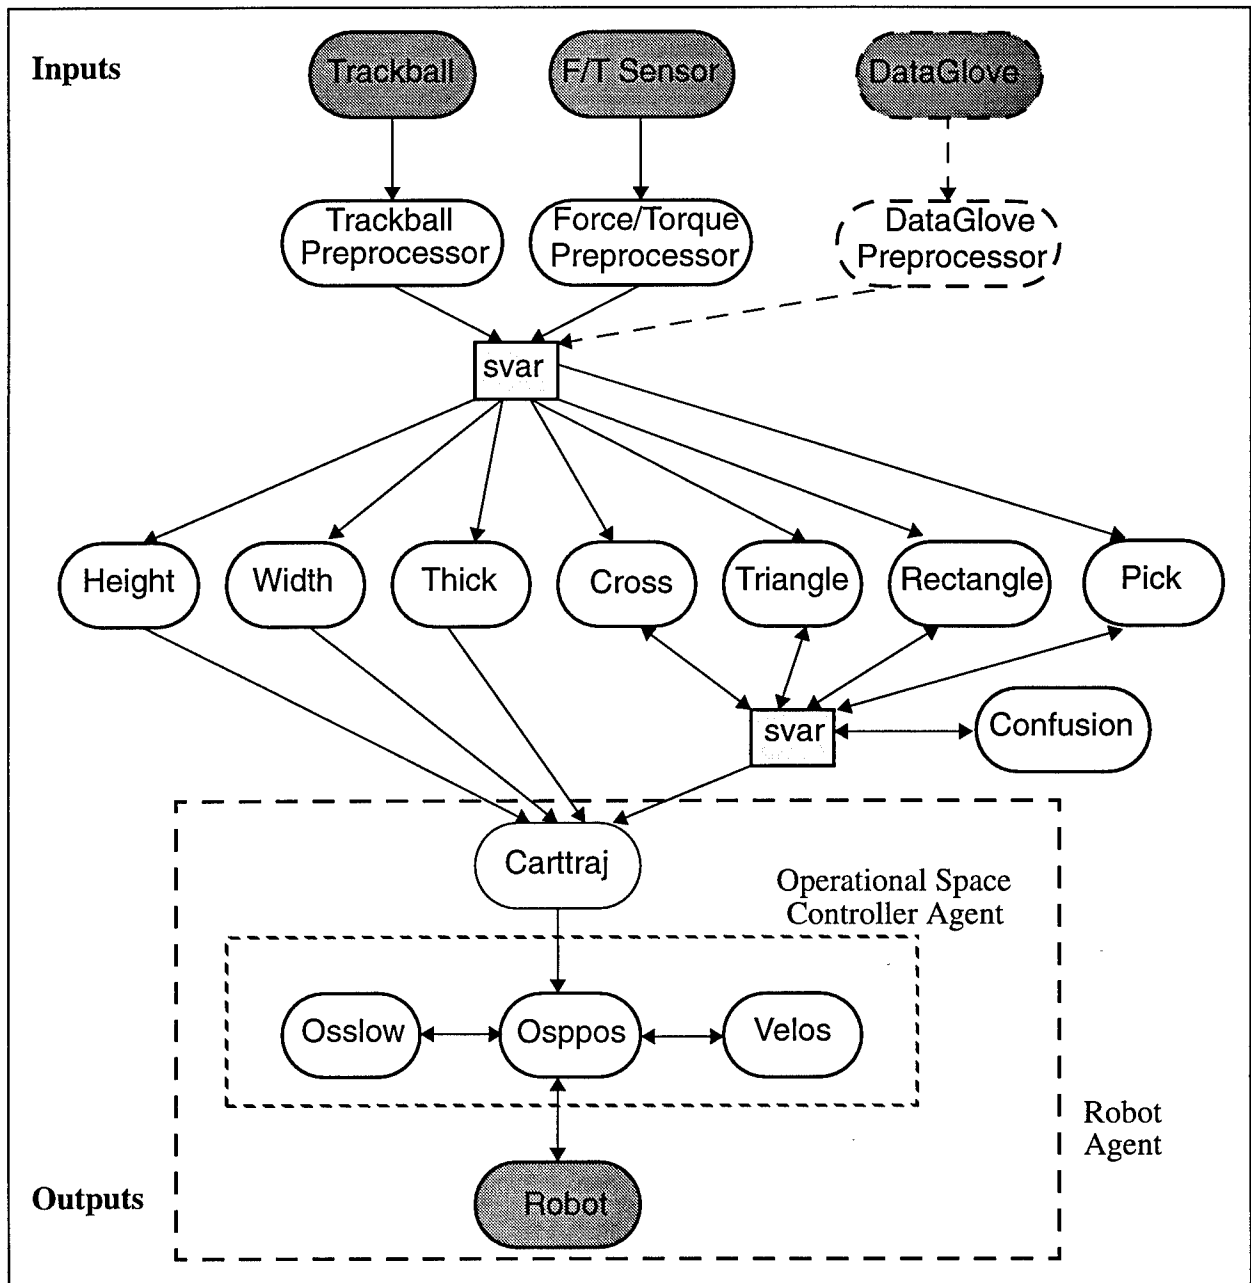 Inputs
Trackball
F/T Sensor
DataGlove
Trackball
Preprocessor
Force/Torque
Preprocessor
DataGlove
Preprocessor
svar
Height
Width
Thick
Cross
Triangle
Rectangle
Pick
svar
Confusion
Carttraj
Operational Space
Controller Agent
Osslow
Osppos
Velos
Robot
Agent
Outputs
Robot